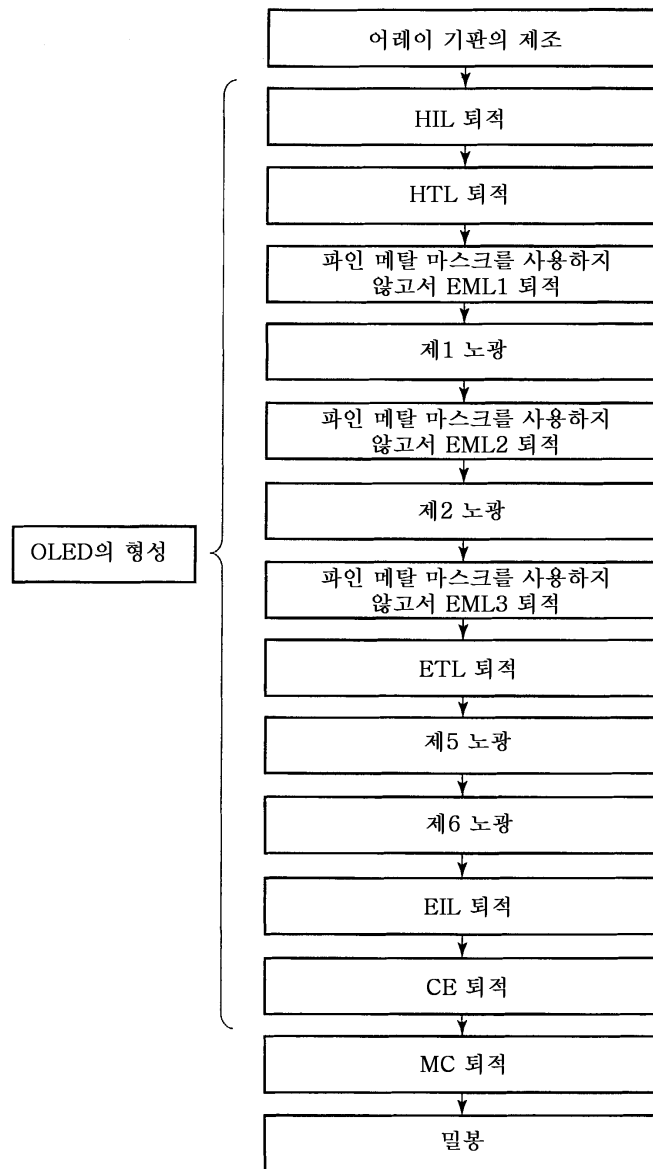 어레이 기판의 제조
HIL 퇴적
HTL 퇴적
파인 메탈 마스크를 사용하지
않고서 EML1 퇴적
제1 노광
파인 메탈 마스크를 사용하지
않고서 EML2 퇴적
제2 노광
OLED의 형성
파인 메탈 마스크를 사용하지
않고서 EML3 퇴적
ETL 퇴적
제5 노광
제6 노광
EIL 퇴적
CE 퇴적
MC 퇴적
밀봉